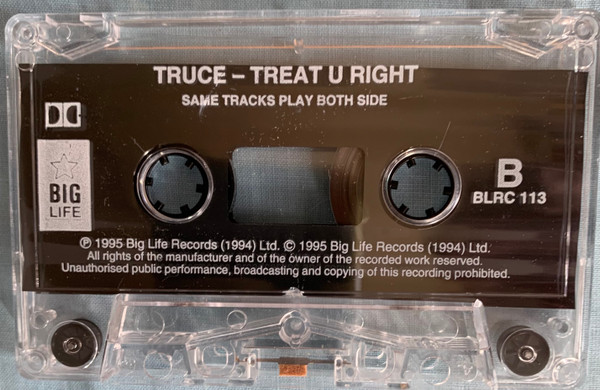 TRUCE – TREAT U RIGHT
SAME TRACKS PLAY BOTH SIDE
BIG
LIFE
B
BLRC 113
℗ 1995 Big Life Records (1994) Ltd. © 1995 Big Life Records (1994) Ltd.
All rights of the manufacturer and of the owner of the recorded work reserved.
Unauthorised public performance, broadcasting and copying of this recording prohibited.